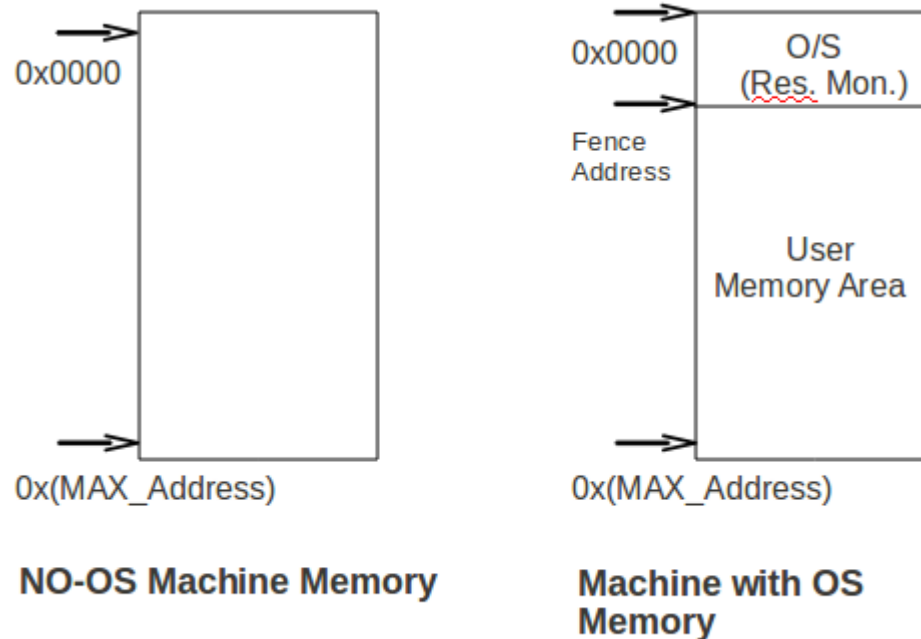 0x0000
0x(MAX_Address)
NO-OS Machine Memory
0x0000
O/S
(Res. Mon.)
Fence
Address
User
Memory Area
0x(MAX_Address)
Machine with OS
Memory